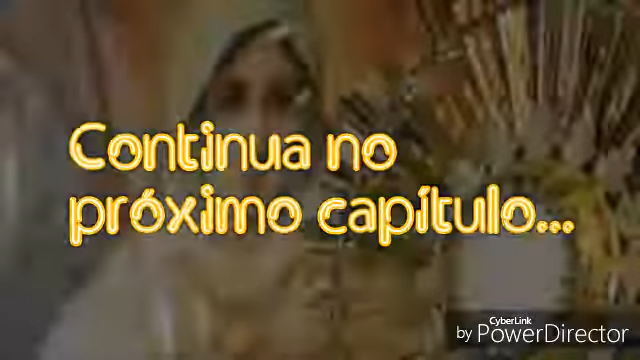 Continua no
próximo capítulo...
CyberLink
by PowerDirector